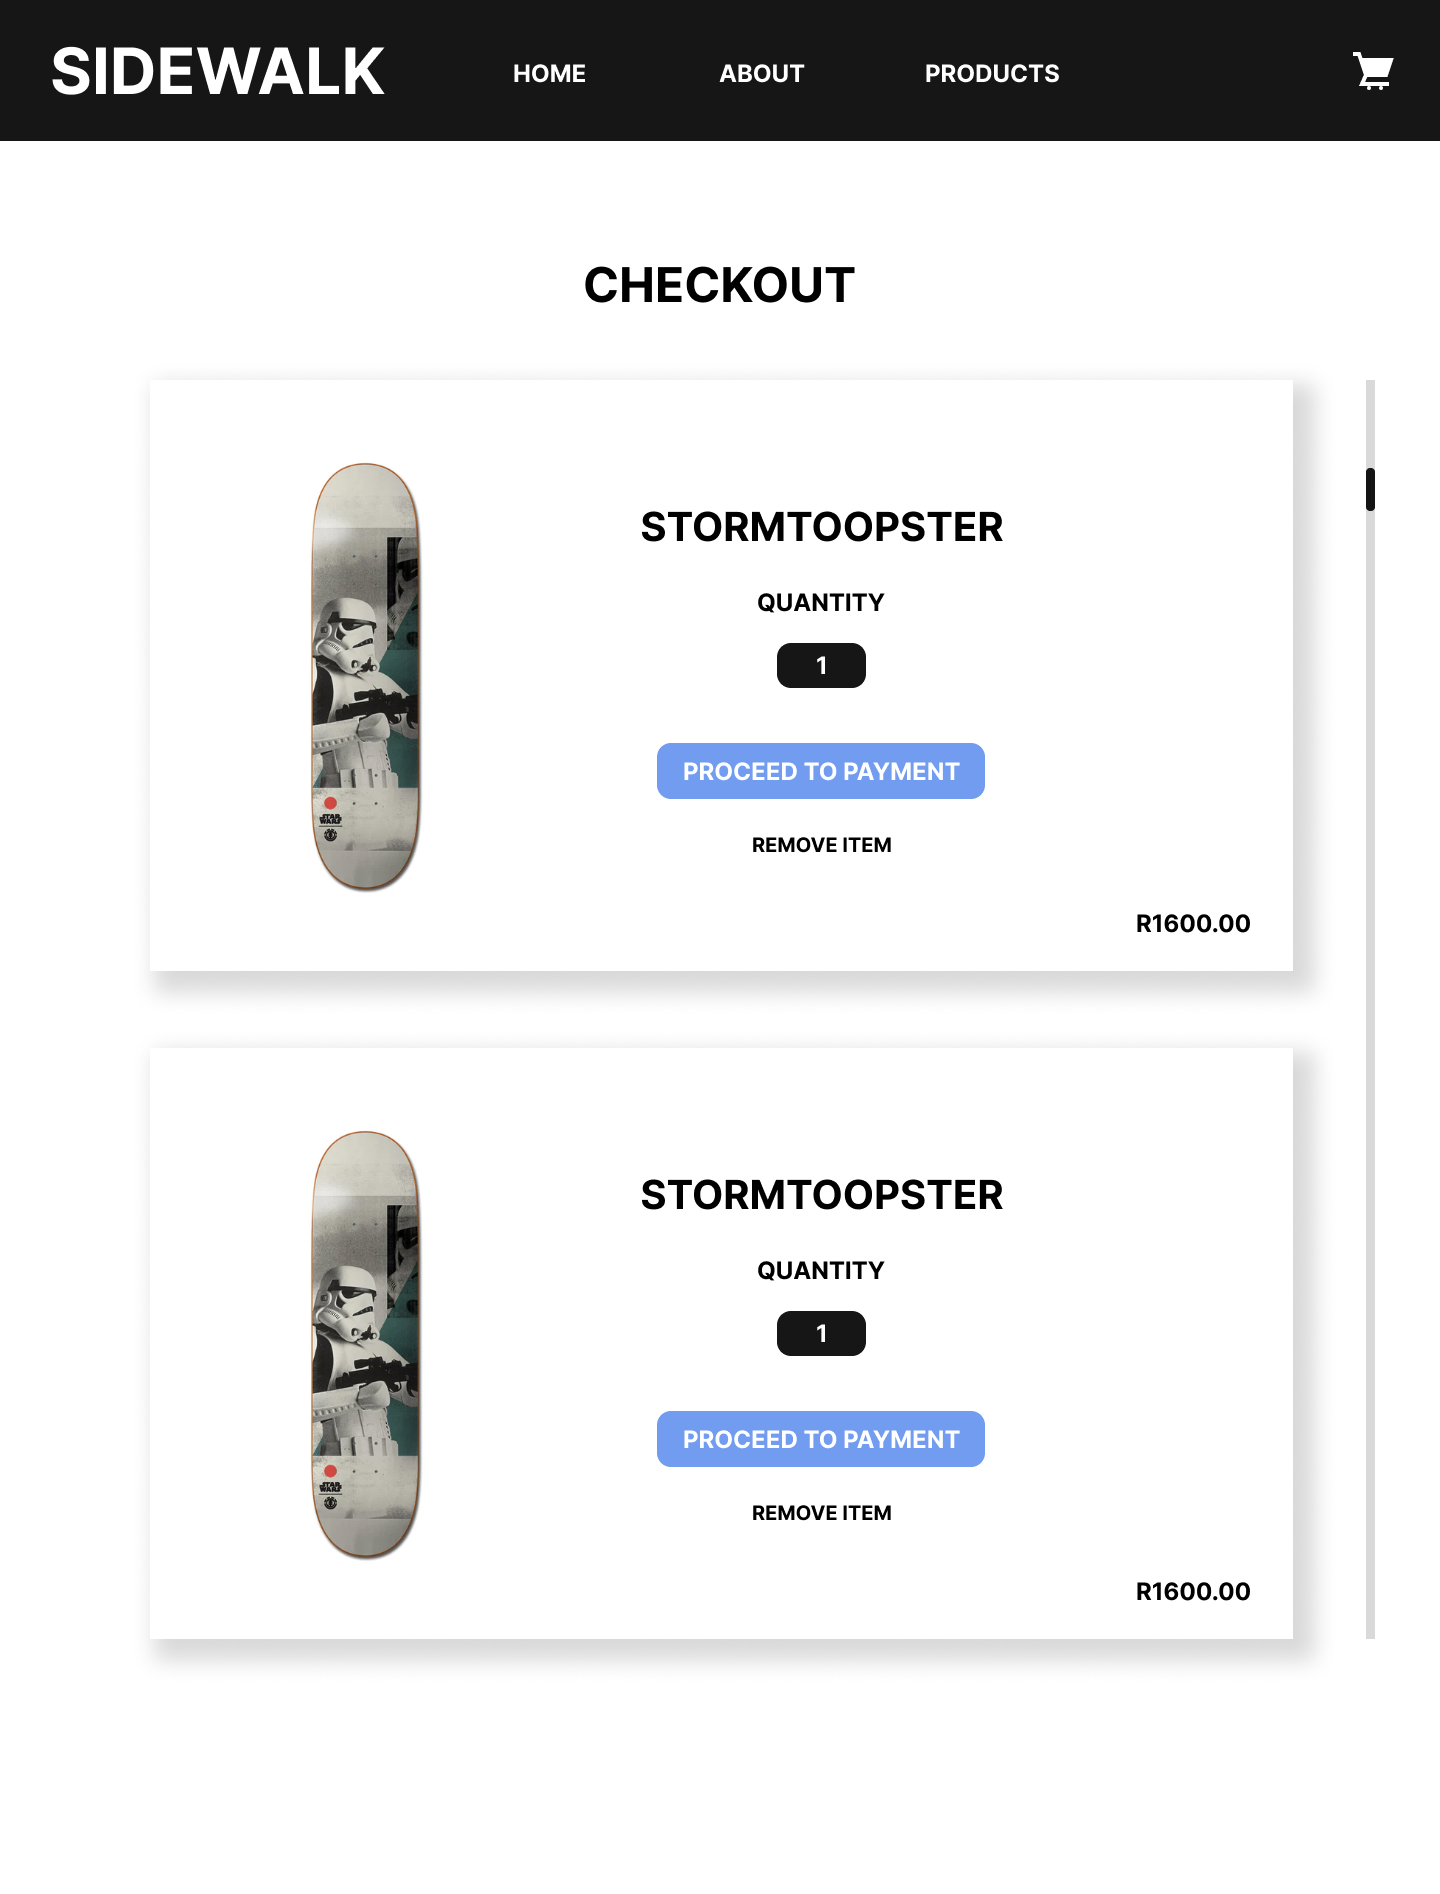 SIDEWALK HOME ABOUT PRODUCTS
CHECKOUT
STORMTOOPSTER
QUANTITY
1
PROCEED TO PAYMENT
STAR
WARS
REMOVE ITEM
R1600.00
STORMTOOPSTER
QUANTITY
1
PROCEED TO PAYMENT
STAR
WARS
REMOVE ITEM
R1600.00